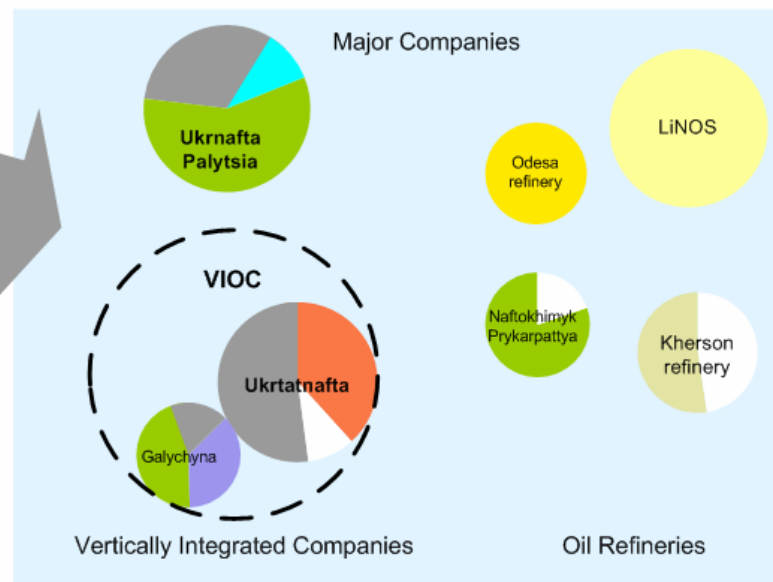 Major Companies
Ukrnafta
Palytsia
LiNOS
Odesa
refinery
VIOC
Naftokhimyk
Prykarpattya
Kherson
refinery
Ukrtatnafta
Galychyna
Vertically Integrated Companies
Oil Refineries